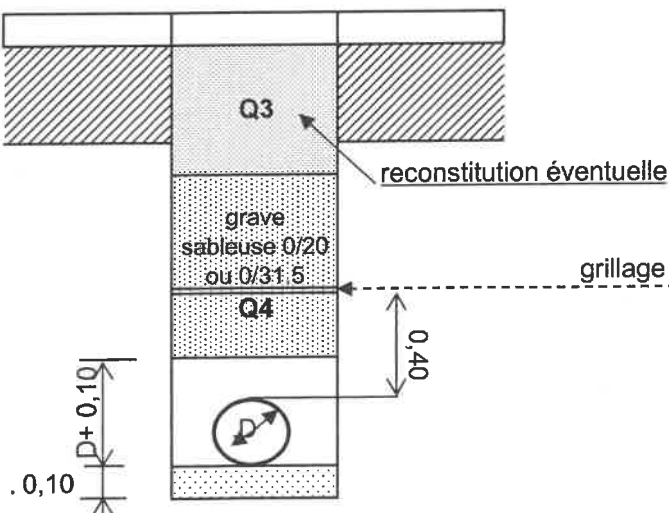 Q3
reconstitution éventuelle
grave
sableuse 0/20
ou 0/31 5
grillage
Q4
0,40
D+ 0,10
D
. 0,10